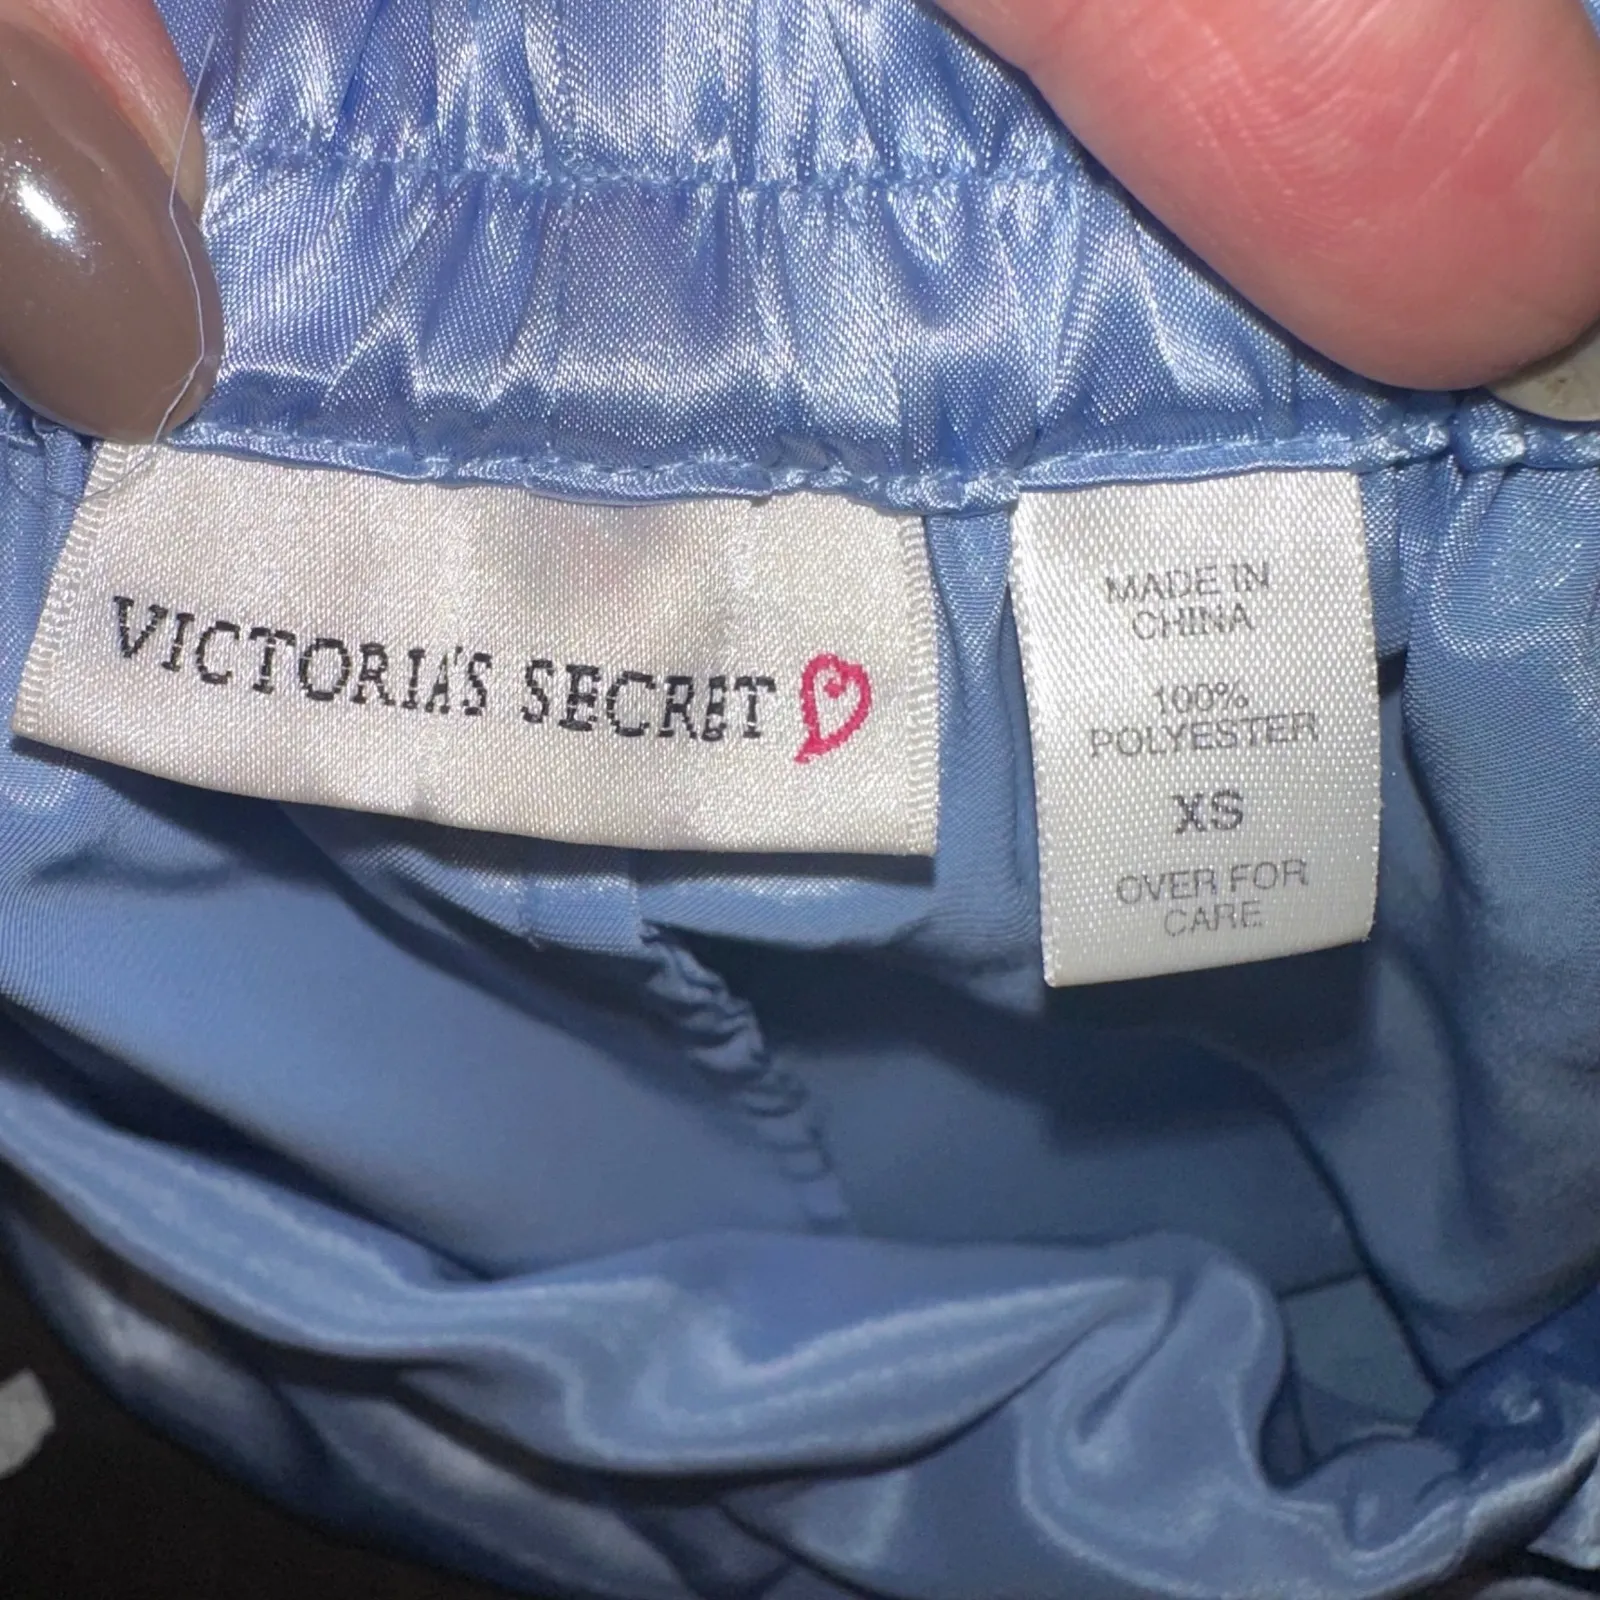 VICTORIA'S SECRET
MADE IN
CHINA
100%
POLYESTER
XS
OVER FOR
CARE